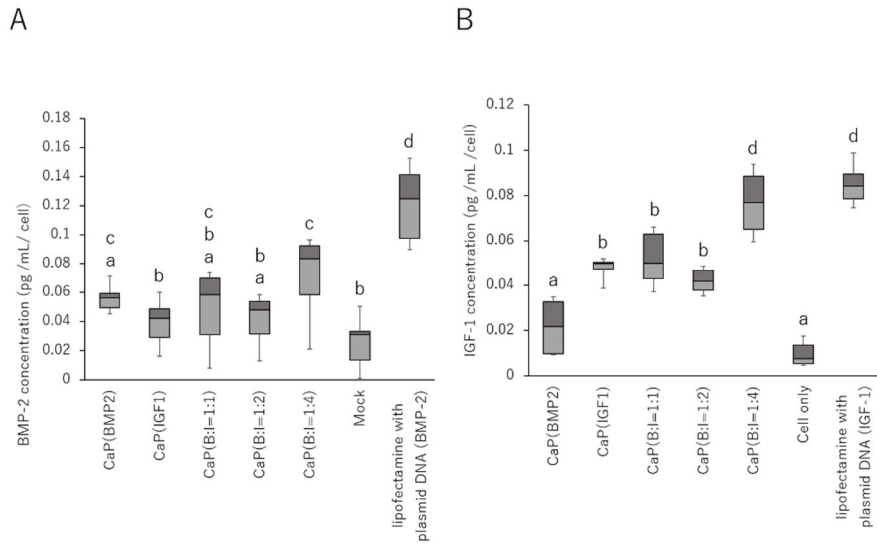 A
BMP-2 concentration (pg /mL/ cell)
0.18
0.16
0.14
0.12
0.1
0.08
0.06
0.04
0.02
0
c
a
b
c
b
a
b
a
c
b
d
CaP(BMP2)
CaP(IGF1)
CaP(B:I=1:1)
CaP(B:I=1:2)
CaP(B:I=1:4)
Mock
lipofectamine with
plasmid DNA (BMP-2)
B
IGF-1 concentration (pg /mL /cell)
0.12
0.1
0.08
0.06
0.04
0.02
0
a
b
b
b
d
a
d
CaP(BMP2)
CaP(IGF1)
CaP(B:I=1:1)
CaP(B:I=1:2)
CaP(B:I=1:4)
Cell only
lipofectamine with
plasmid DNA (IGF-1)